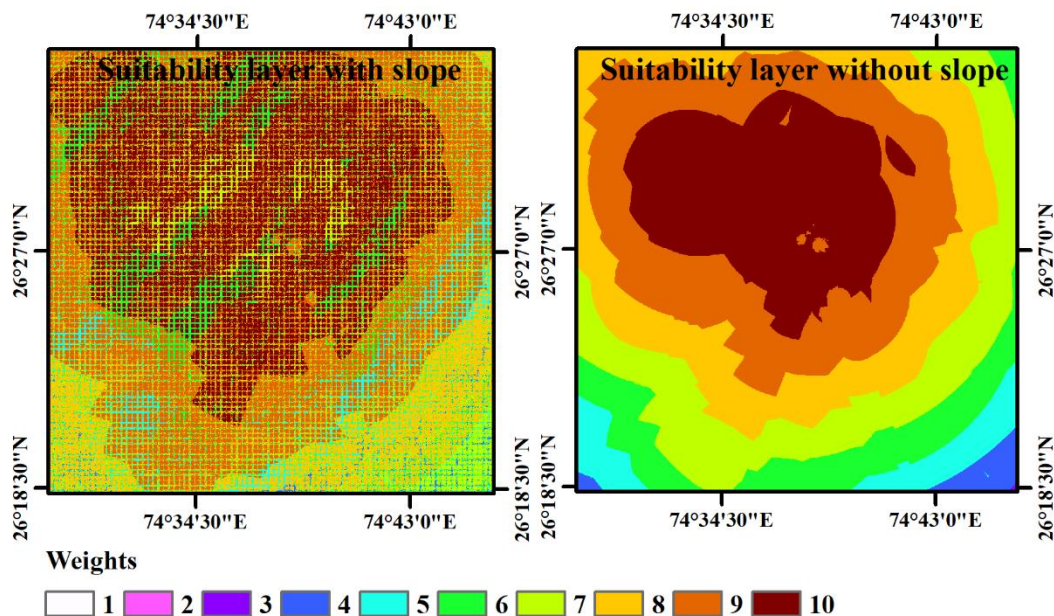 74°34'30"E 74°43'0"E 74°34'30"E 74°43'0"E
Suitability layer with slope Suitability layer without slope
26°27'0"N 26°27'0"N 26°27'0"N
26°18'30"N 26°18'30"N 26°18'30"N
74°34'30"E 74°43'0"E 74°34'30"E 74°43'0"E
Weights
1 2 3 4 5 6 7 8 9 10